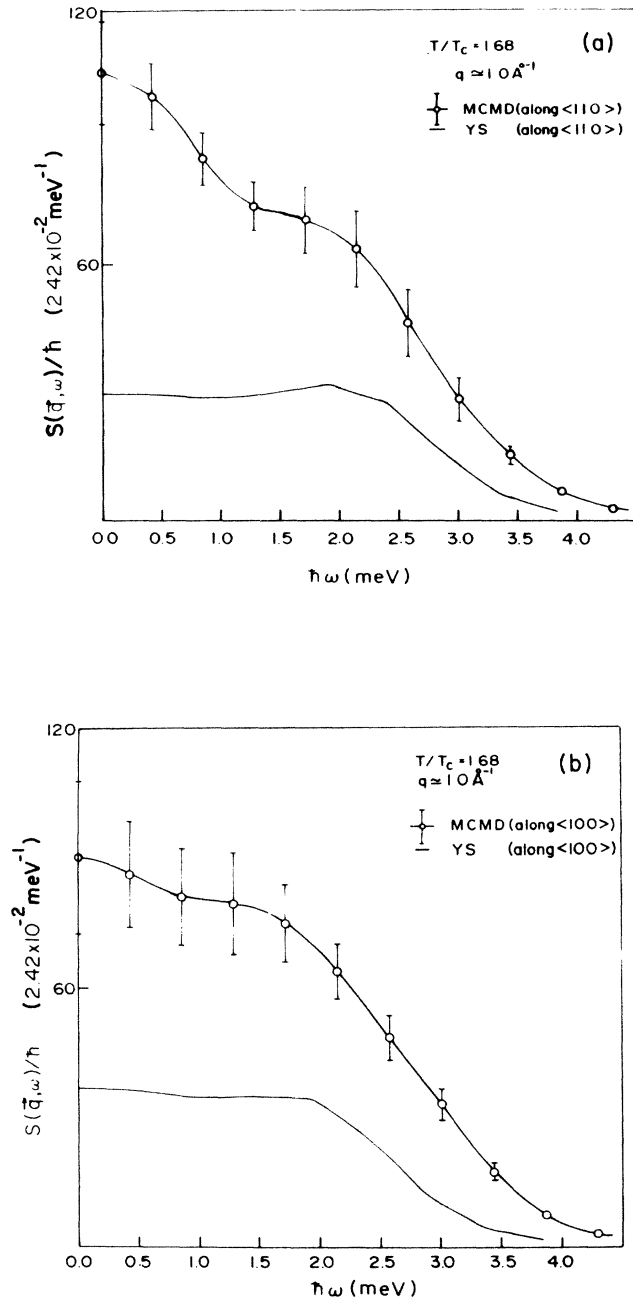 120
T/Tc = 1.68
(a)
q ≃ 1.0 Å⁻¹
MCMD (along <110>)
YS (along <110>)
60
S(q⃗,ω)/ħ (2.42×10⁻² meV⁻¹)
0.0 0.5 1.0 1.5 2.0 2.5 3.0 3.5 4.0
ħω (meV)
120
T/Tc = 1.68
(b)
q ≃ 1.0 Å⁻¹
MCMD (along <100>)
YS (along <100>)
60
S(q⃗,ω)/ħ (2.42×10⁻² meV⁻¹)
0 0.5 1.0 1.5 2.0 2.5 3.0 3.5 4.0
ħω (meV)